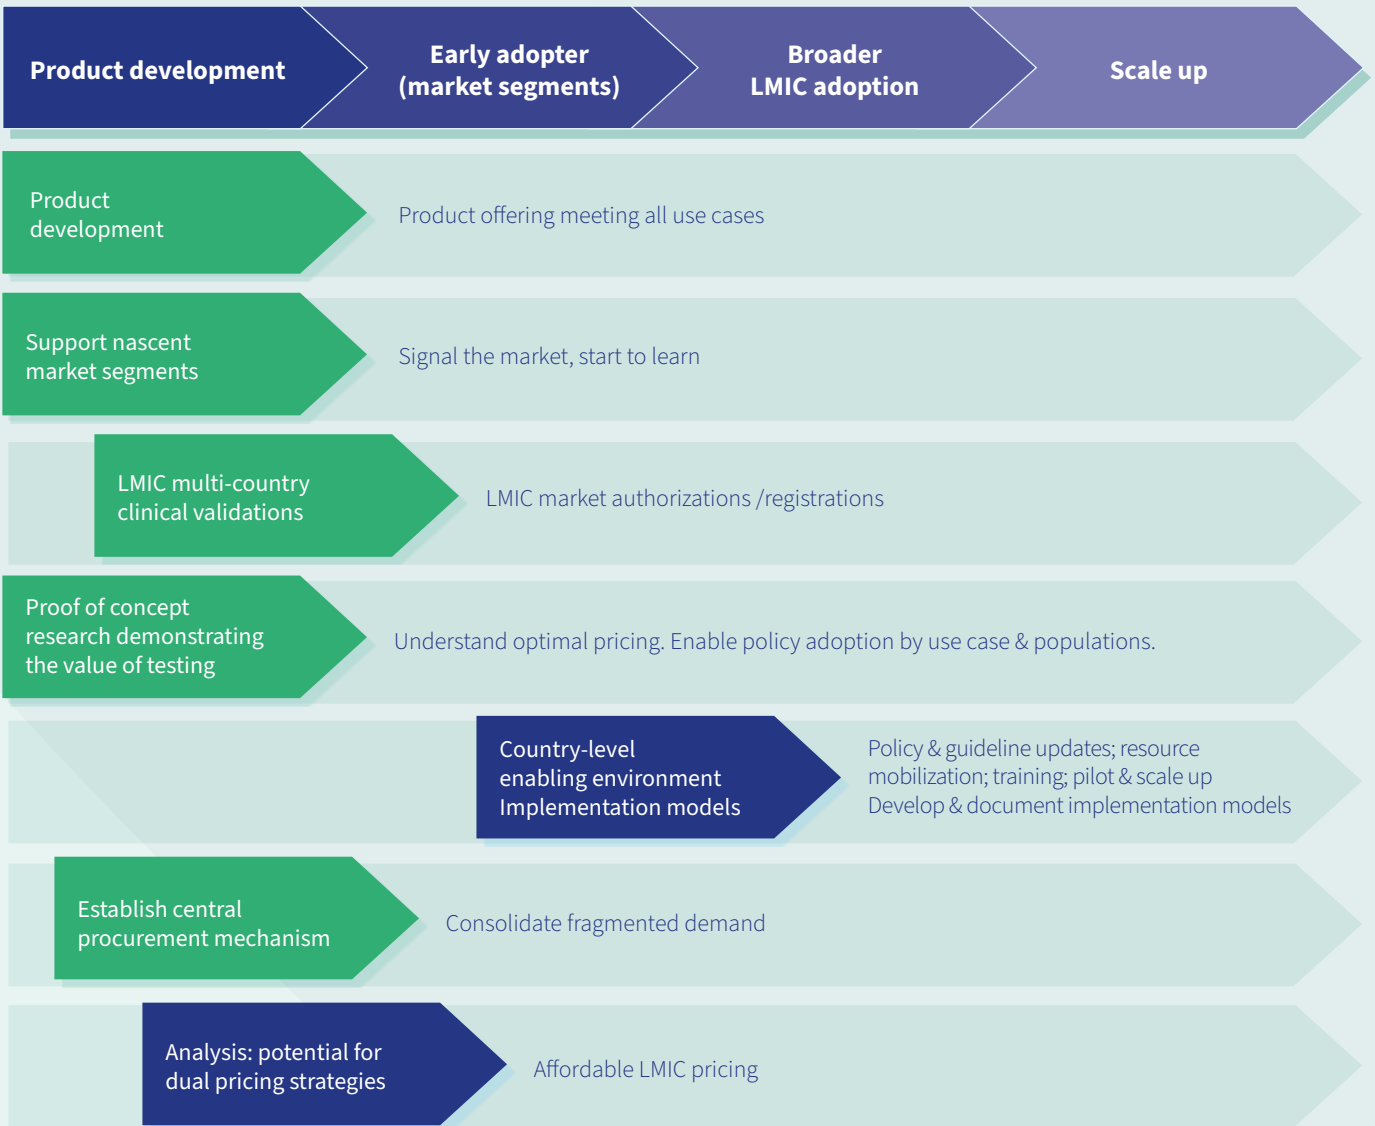 Product development
Early adopter
(market segments)
Broader
LMIC adoption
Scale up
Product
development
Product offering meeting all use cases
Support nascent
market segments
Signal the market, start to learn
LMIC multi-country
clinical validations
LMIC market authorizations /registrations
Proof of concept
research demonstrating
the value of testing
Understand optimal pricing. Enable policy adoption by use case & populations.
Country-level
enabling environment
Implementation models
Policy & guideline updates; resource
mobilization; training; pilot & scale up
Develop & document implementation models
Establish central
procurement mechanism
Consolidate fragmented demand
Analysis: potential for
dual pricing strategies
Affordable LMIC pricing